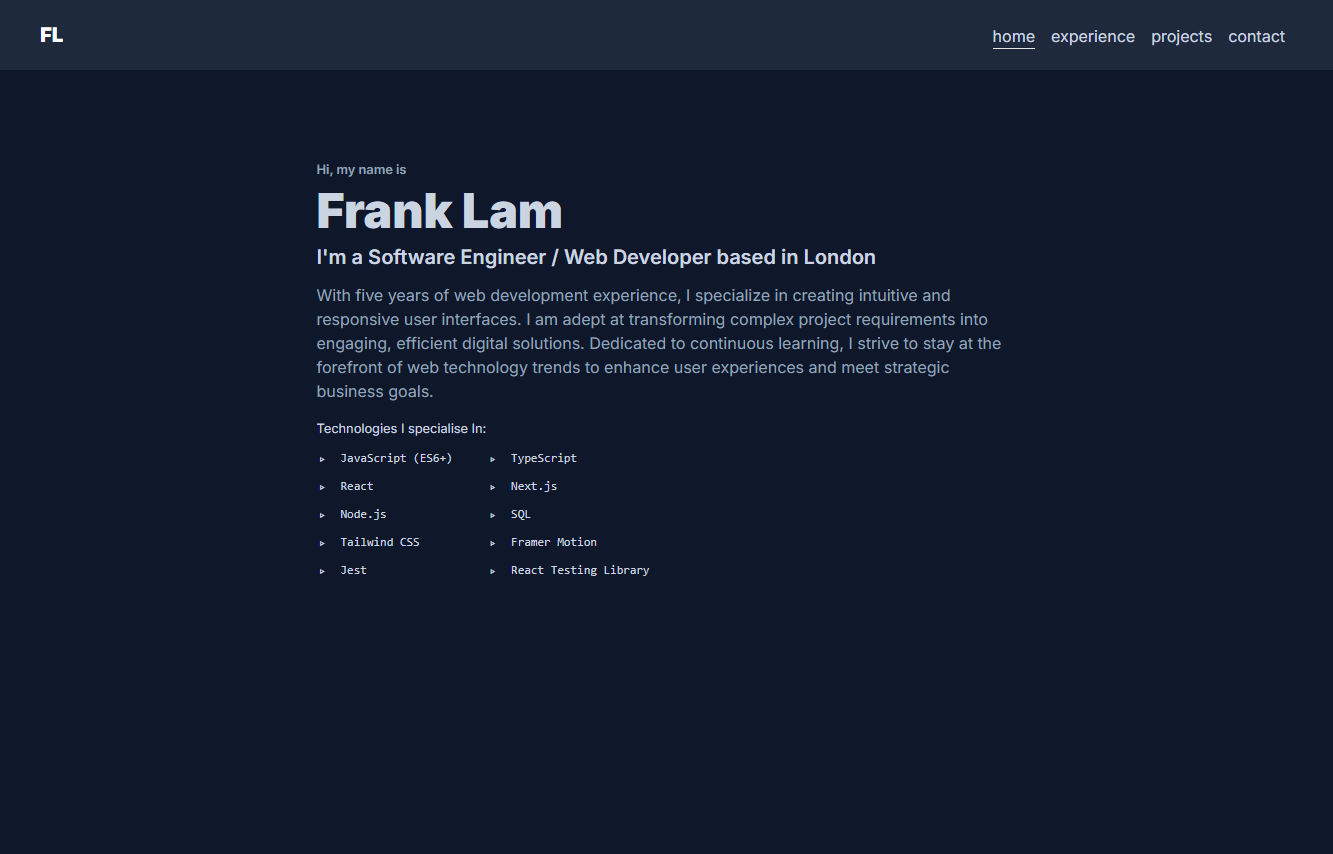 FL
home experience projects contact
Hi, my name is
Frank Lam
I'm a Software Engineer / Web Developer based in London
With five years of web development experience, I specialize in creating intuitive and
responsive user interfaces. I am adept at transforming complex project requirements into
engaging, efficient digital solutions. Dedicated to continuous learning, I strive to stay at the
forefront of web technology trends to enhance user experiences and meet strategic
business goals.
Technologies I specialise In:
▹ JavaScript (ES6+) ▹ TypeScript
▹ React ▹ Next.js
▹ Node.js ▹ SQL
▹ Tailwind CSS ▹ Framer Motion
▹ Jest ▹ React Testing Library